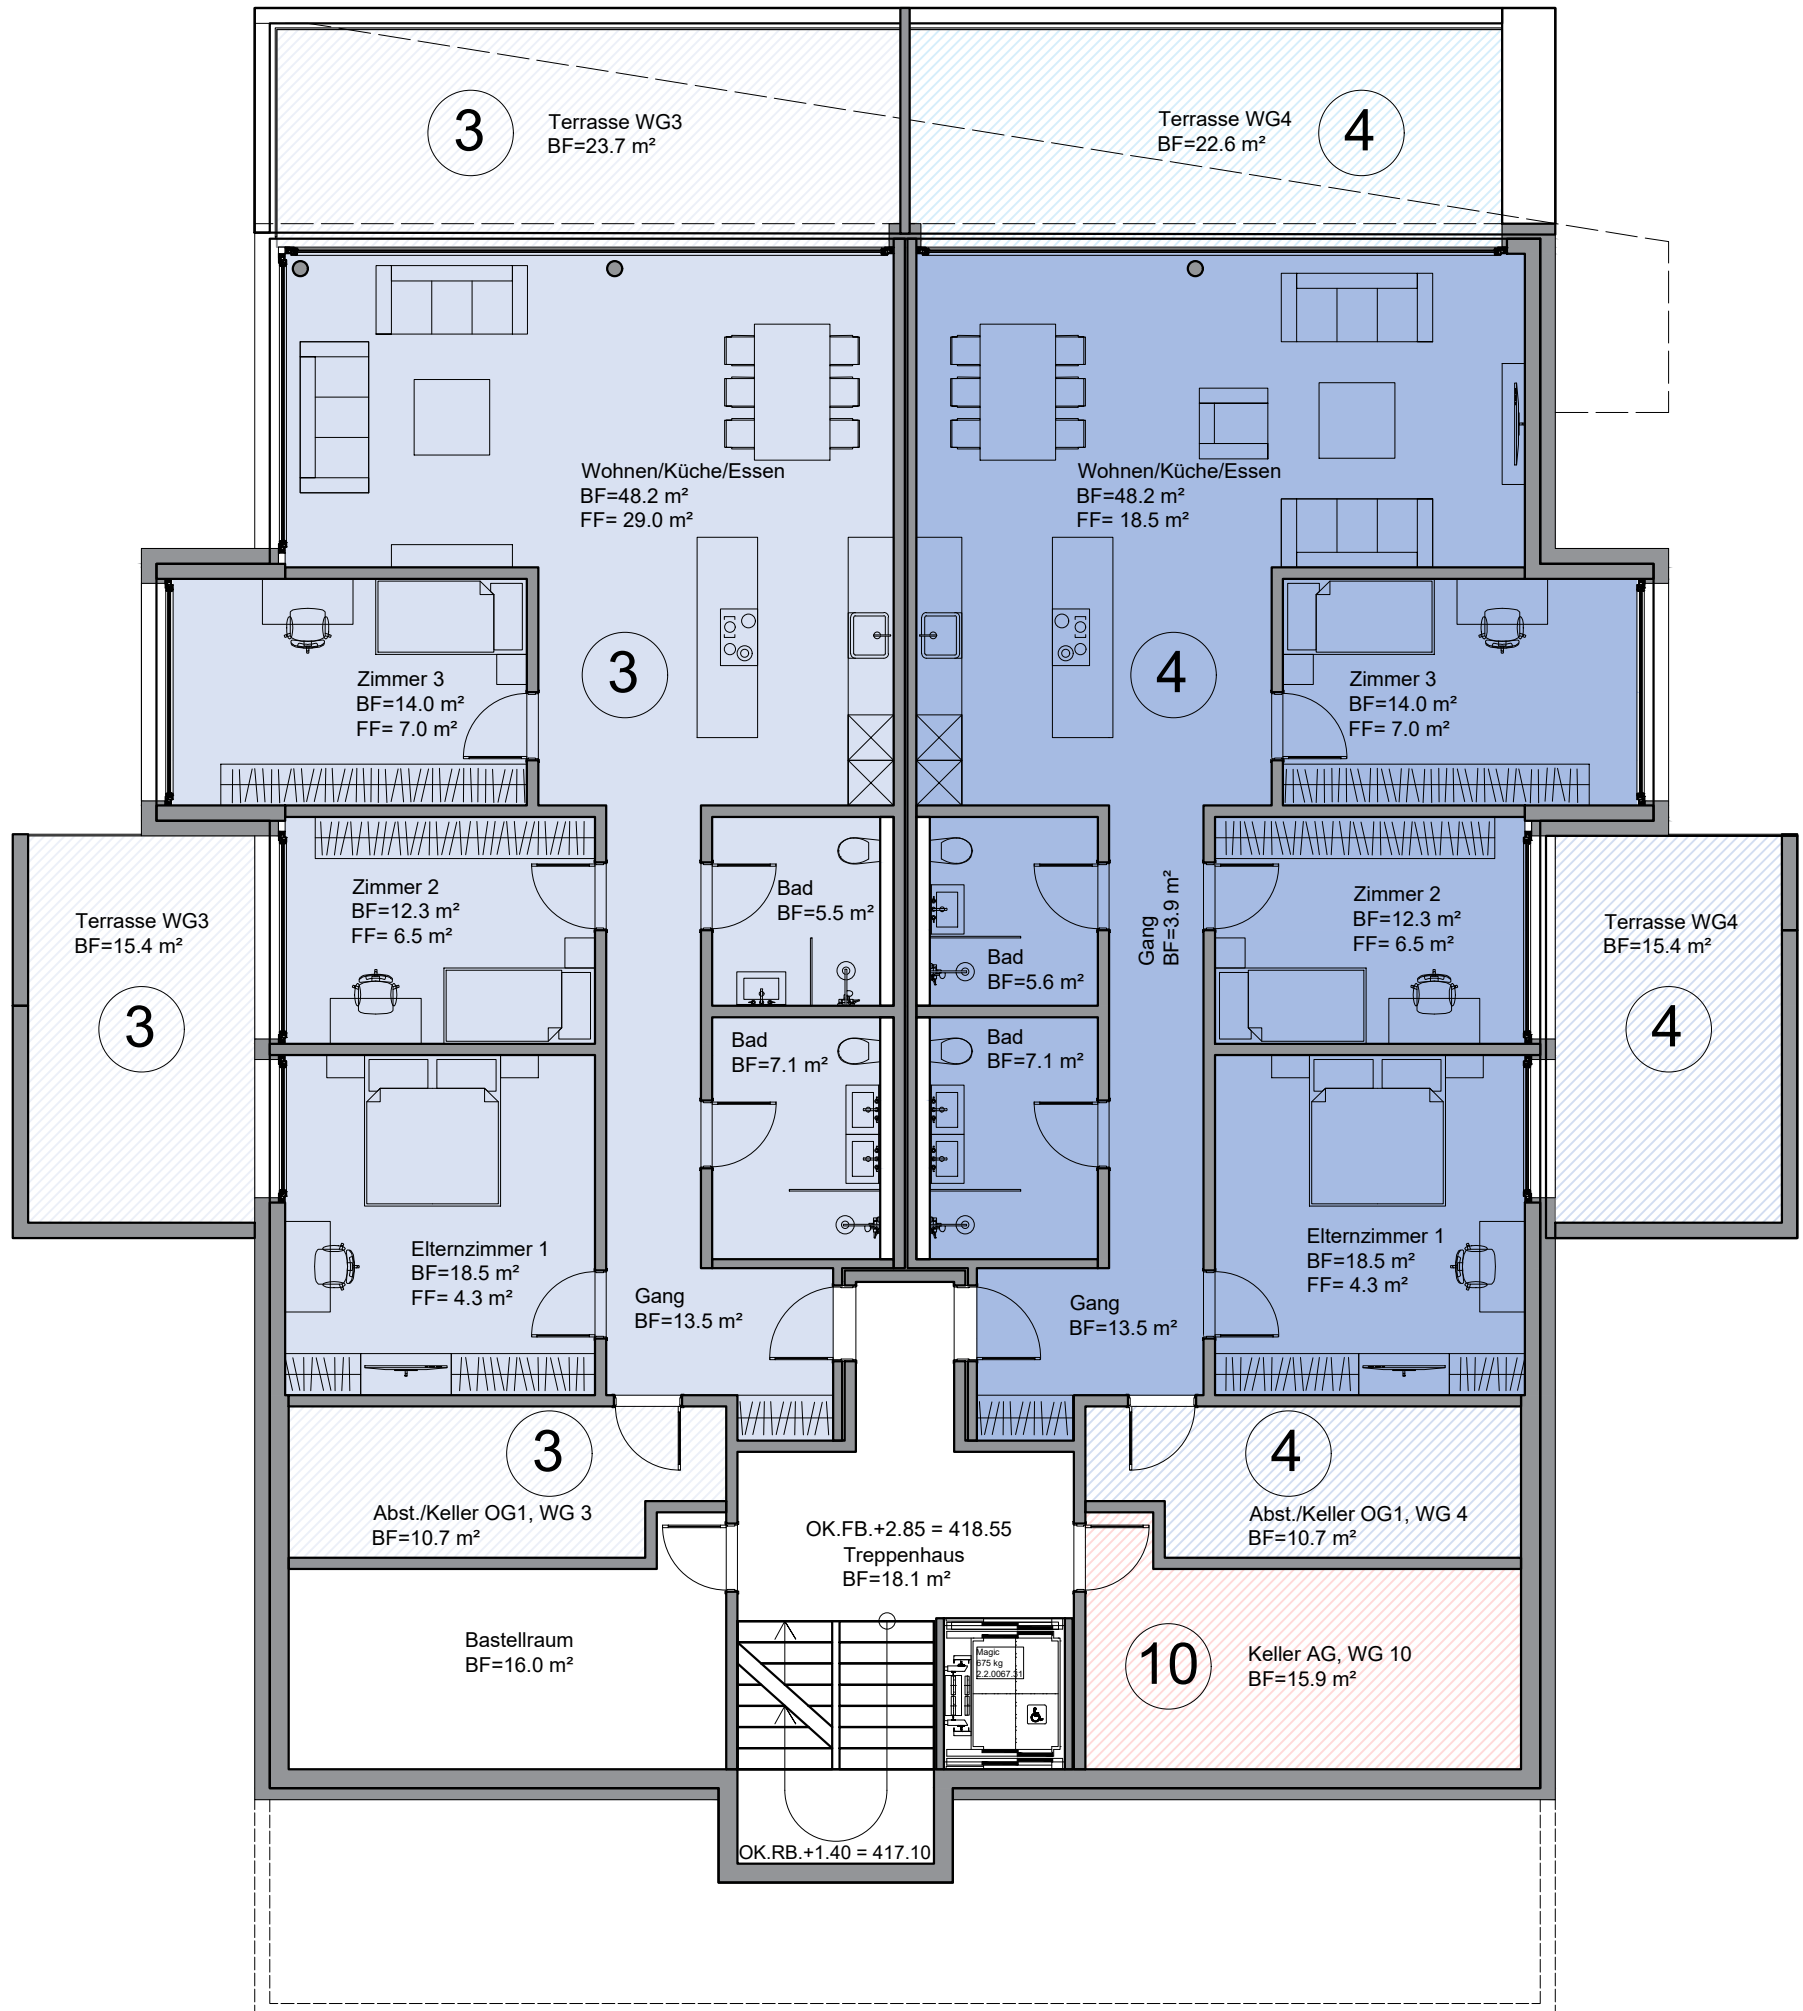 3
Terrasse WG3
BF=23.7 m²
Terrasse WG4
BF=22.6 m²
4
Wohnen/Küche/Essen
BF=48.2 m²
FF= 29.0 m²
Wohnen/Küche/Essen
BF=48.2 m²
FF= 18.5 m²
3
4
Zimmer 3
BF=14.0 m²
FF= 7.0 m²
Zimmer 3
BF=14.0 m²
FF= 7.0 m²
Terrasse WG3
BF=15.4 m²
3
Zimmer 2
BF=12.3 m²
FF= 6.5 m²
Bad
BF=5.5 m²
Bad
BF=5.6 m²
Gang
BF=3.9 m²
Zimmer 2
BF=12.3 m²
FF= 6.5 m²
Terrasse WG4
BF=15.4 m²
4
Bad
BF=7.1 m²
Bad
BF=7.1 m²
Elternzimmer 1
BF=18.5 m²
FF= 4.3 m²
Gang
BF=13.5 m²
Gang
BF=13.5 m²
Elternzimmer 1
BF=18.5 m²
FF= 4.3 m²
3
Abst./Keller OG1, WG 3
BF=10.7 m²
4
Abst./Keller OG1, WG 4
BF=10.7 m²
OK.FB.+2.85 = 418.55
Treppenhaus
BF=18.1 m²
Bastellraum
BF=16.0 m²
Magic
675 kg
2.2.0067.31
10
Keller AG, WG 10
BF=15.9 m²
OK.RB.+1.40 = 417.10